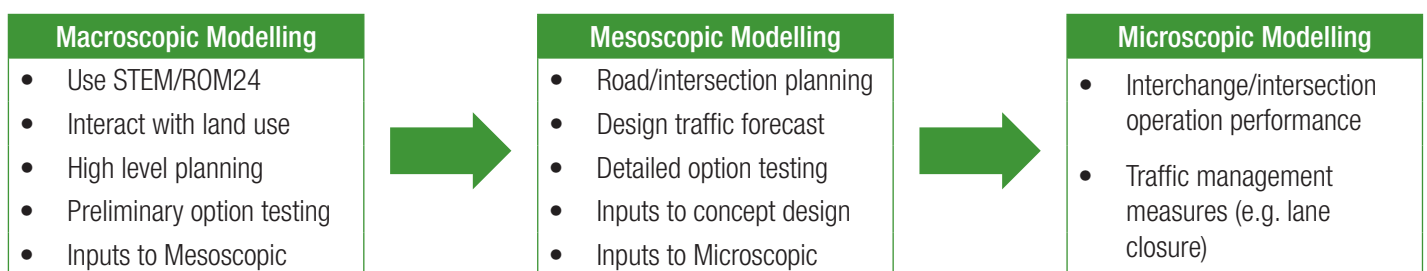 Macroscopic Modelling
• Use STEM/ROM24
• Interact with land use
• High level planning
• Preliminary option testing
• Inputs to Mesoscopic
Mesoscopic Modelling
• Road/intersection planning
• Design traffic forecast
• Detailed option testing
• Inputs to concept design
• Inputs to Microscopic
Microscopic Modelling
• Interchange/intersection
operation performance
• Traffic management
measures (e.g. lane
closure)